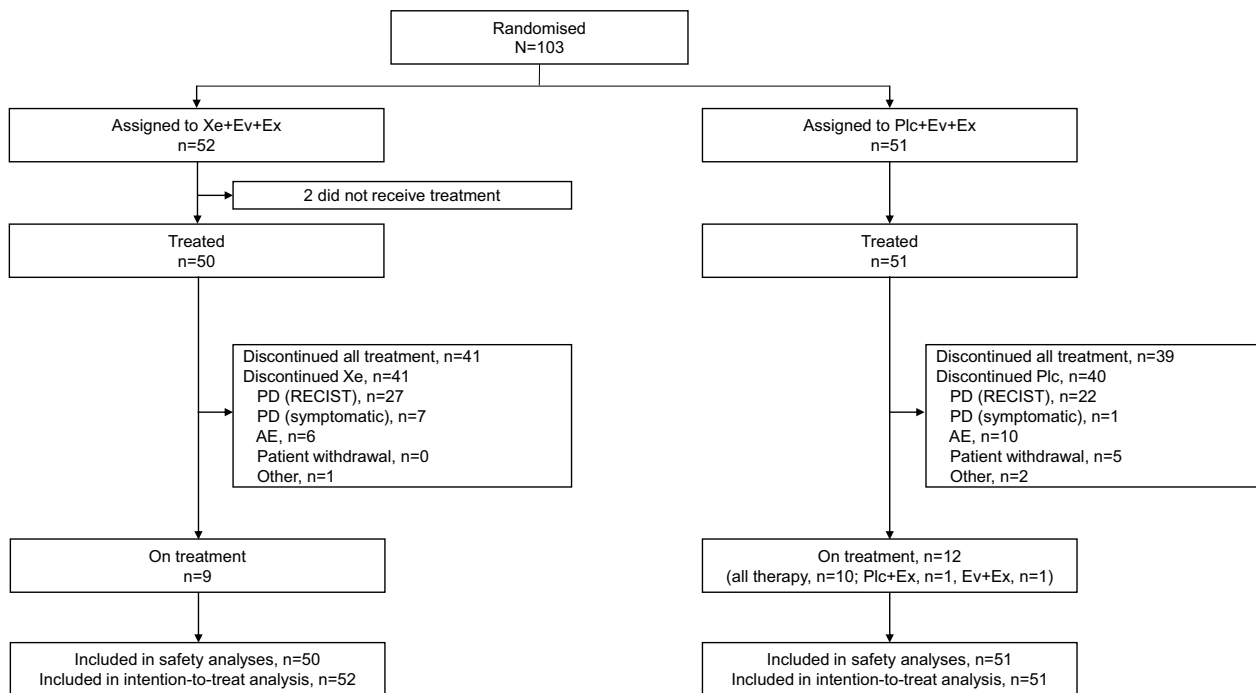 Randomised
N=103
Assigned to Xe+Ev+Ex
n=52
Assigned to Plc+Ev+Ex
n=51
2 did not receive treatment
Treated
n=50
Treated
n=51
Discontinued all treatment, n=41
Discontinued Xe, n=41
PD (RECIST), n=27
PD (symptomatic), n=7
AE, n=6
Patient withdrawal, n=0
Other, n=1
Discontinued all treatment, n=39
Discontinued Plc, n=40
PD (RECIST), n=22
PD (symptomatic), n=1
AE, n=10
Patient withdrawal, n=5
Other, n=2
On treatment
n=9
On treatment, n=12
(all therapy, n=10; Plc+Ex, n=1, Ev+Ex, n=1)
Included in safety analyses, n=50
Included in intention-to-treat analysis, n=52
Included in safety analyses, n=51
Included in intention-to-treat analysis, n=51